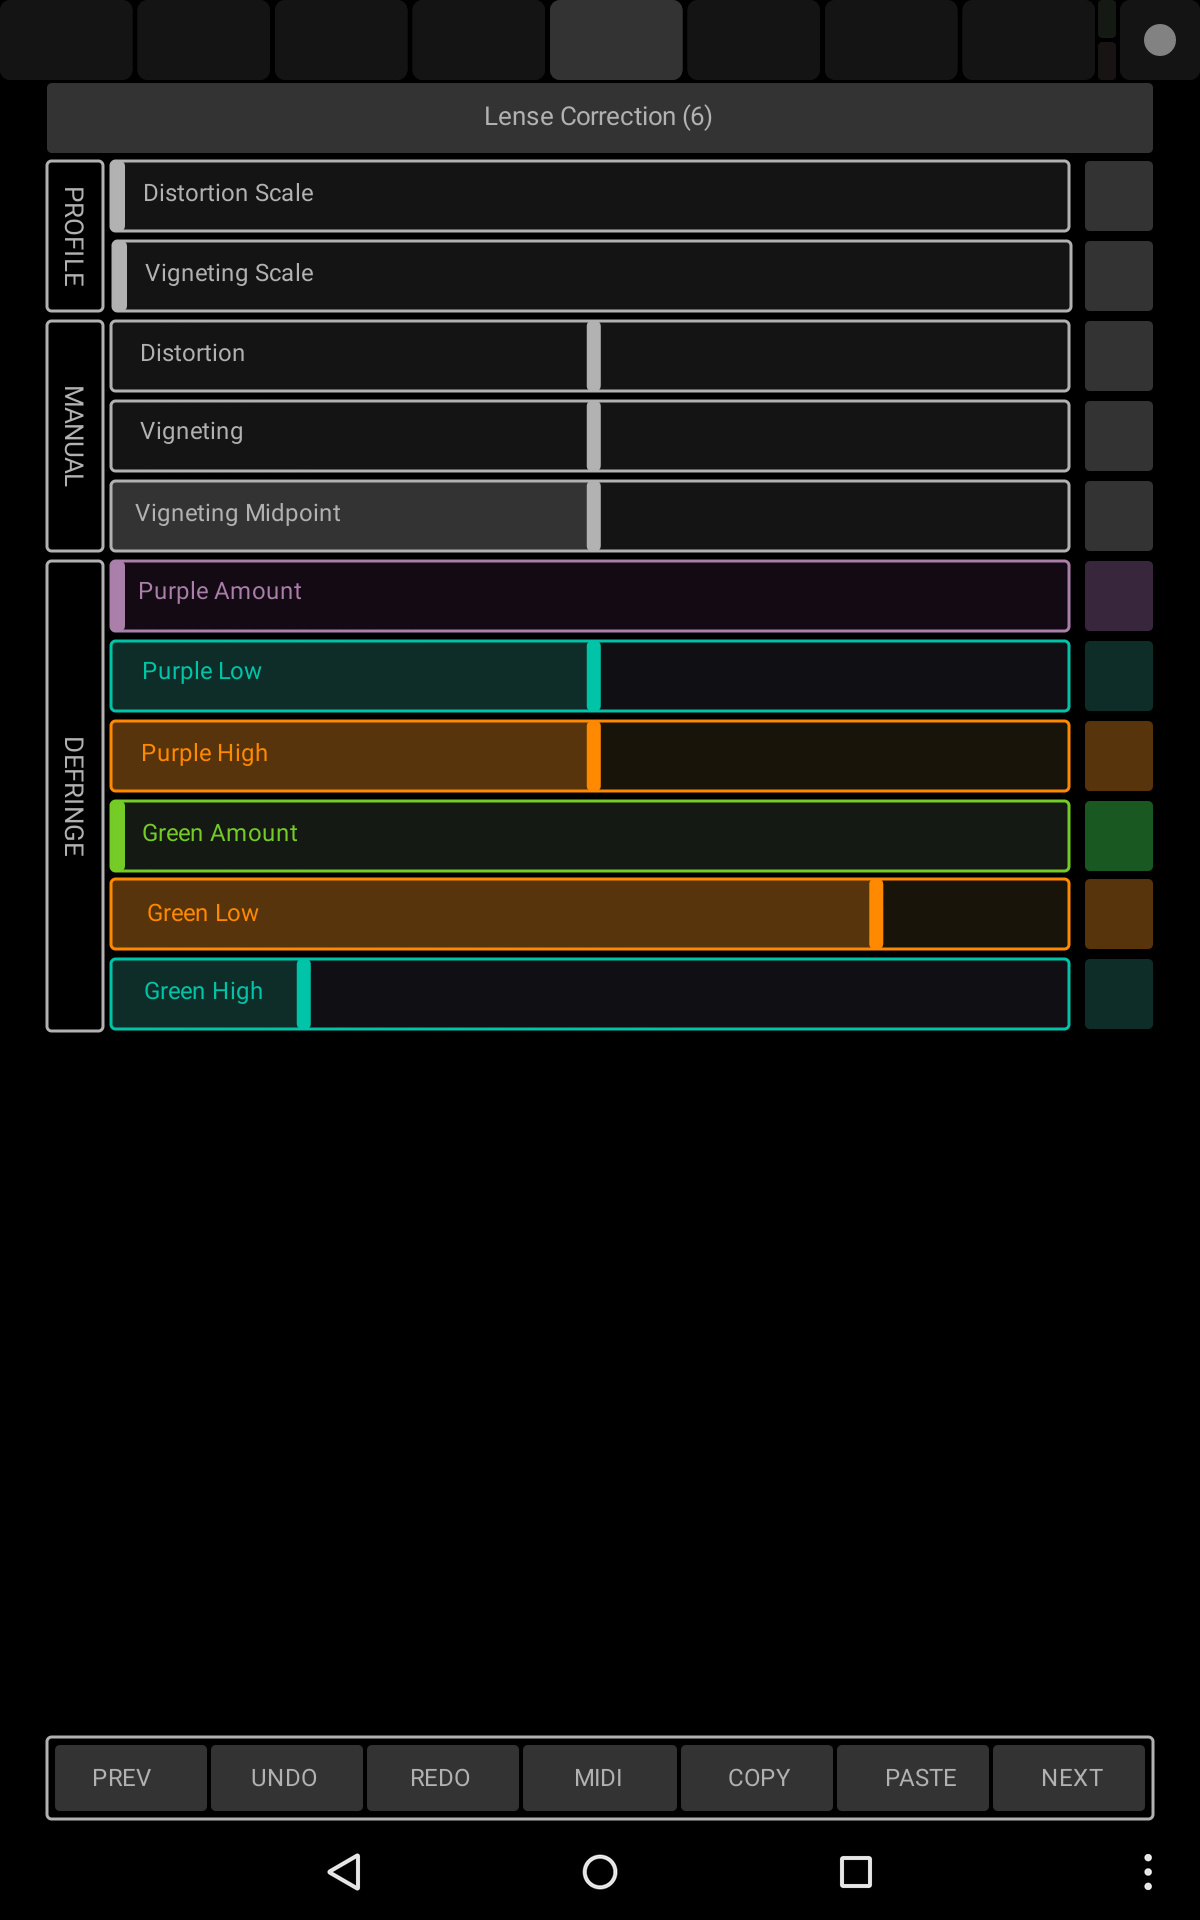 Lense Correction (6)
PROFILE
Distortion Scale
Vigneting Scale
MANUAL
Distortion
Vigneting
Vigneting Midpoint
DEFRINGE
Purple Amount
Purple Low
Purple High
Green Amount
Green Low
Green High
PREV UNDO REDO MIDI COPY PASTE NEXT